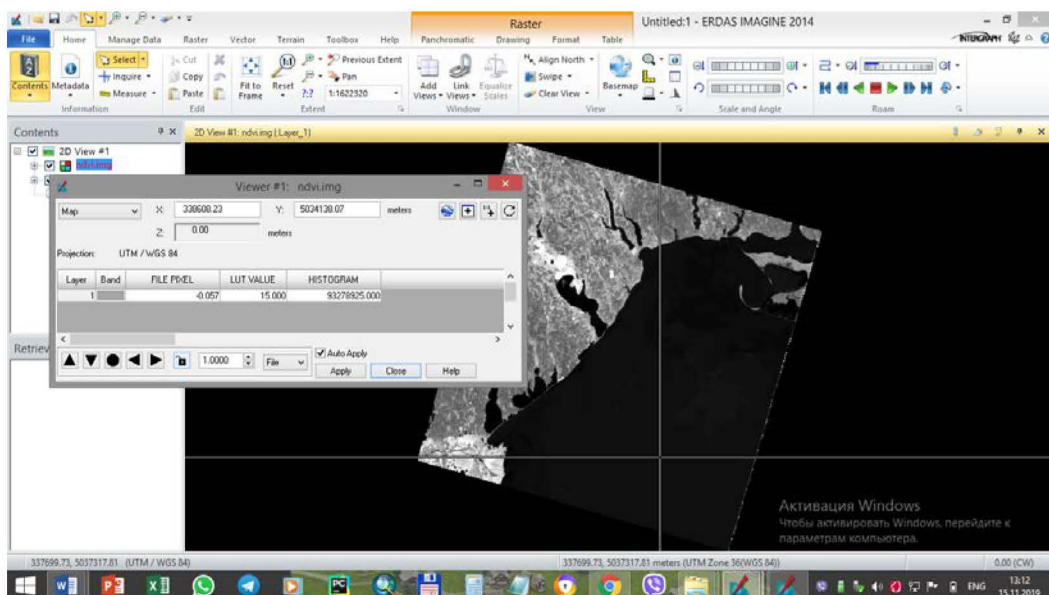 Raster
Untitled:1 - ERDAS IMAGINE 2014
File Home Manage Data Raster Vector Terrain Toolbox Help Panchromatic Drawing Format Table
INTERGRAPH
Contents
Metadata
Select
Inquire
Measure
Information
Cut
Copy
Paste
Edit
Fit to Frame
Reset
1:1
?:?
Previous Extent
Pan
1:1622320
Extent
Add Views
Link Views
Equalize Scales
Window
Align North
Swipe
Clear View
Basemap
View
Scale and Angle
Roam
Contents
2D View #1: ndvi.img (:Layer_1)
2D View #1
ndvi.img
Viewer #1: ndvi.img
Map X: 338608.23 Y: 5034138.07 meters
Z: 0.00 meters
Projection: UTM / WGS 84
Layer Band FILE PIXEL LUT VALUE HISTOGRAM
1 -0.057 15.000 93278925.000
Retriev
1.0000 File Auto Apply
Apply Close Help
Активация Windows
Чтобы активировать Windows, перейдите к
параметрам компьютера.
337699.73, 5037317.81 (UTM / WGS 84) 337699.73, 5037317.81 meters (UTM Zone 36(WGS 84)) 0.00 (CW)
ENG 13:12
15.11.2019